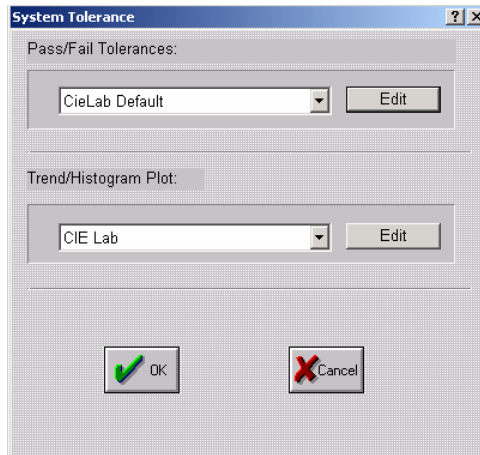 System Tolerance
Pass/Fail Tolerances:
CieLab Default
Edit
Trend/Histogram Plot:
CIE Lab
Edit
OK
Cancel